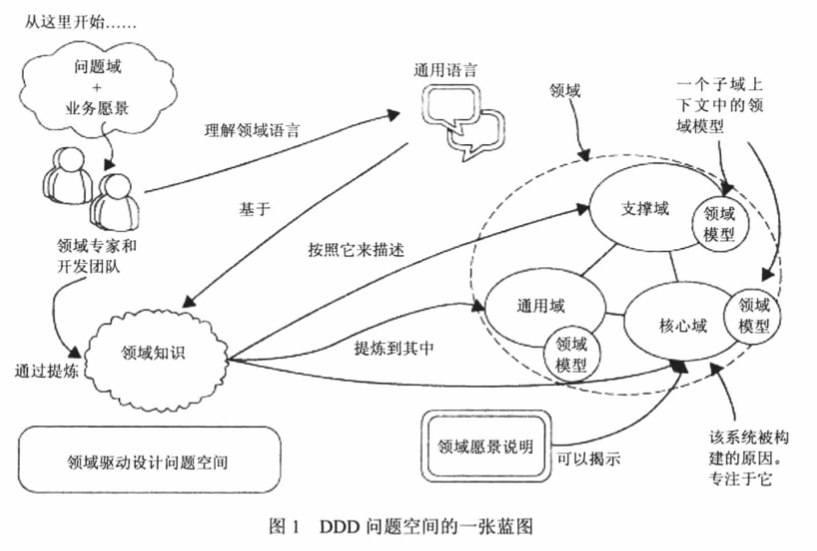 从这里开始……
问题域
+
业务愿景
通用语言
领域
一个子域上
下文中的领
域模型
理解领域语言
支撑域
领域
模型
基于
领域专家和
开发团队
按照它来描述
通用域
领域
模型
核心域
领域
模型
领域知识
提炼到其中
通过提炼
领域驱动设计问题空间
领域愿景说明
可以揭示
该系统被构
建的原因。
专注于它
图 1 DDD 问题空间的一张蓝图